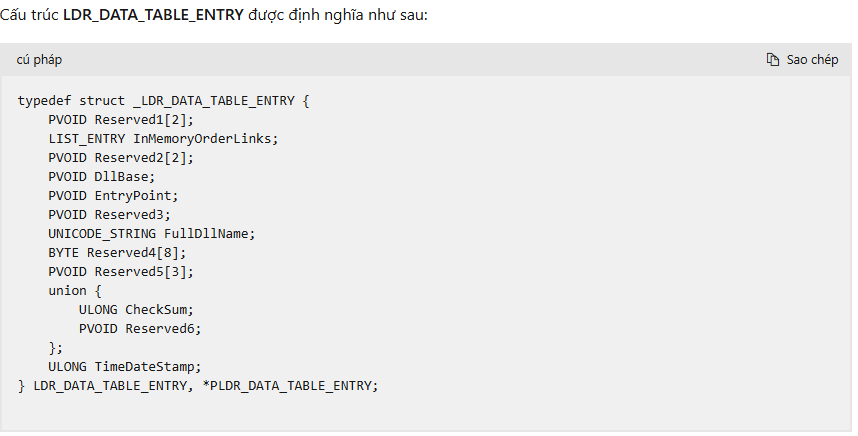 Cấu trúc LDR_DATA_TABLE_ENTRY được định nghĩa như sau:
cú pháp
Sao chép
typedef struct _LDR_DATA_TABLE_ENTRY {
    PVOID Reserved1[2];
    LIST_ENTRY InMemoryOrderLinks;
    PVOID Reserved2[2];
    PVOID DllBase;
    PVOID EntryPoint;
    PVOID Reserved3;
    UNICODE_STRING FullDllName;
    BYTE Reserved4[8];
    PVOID Reserved5[3];
    union {
        ULONG CheckSum;
        PVOID Reserved6;
    };
    ULONG TimeDateStamp;
} LDR_DATA_TABLE_ENTRY, *PLDR_DATA_TABLE_ENTRY;